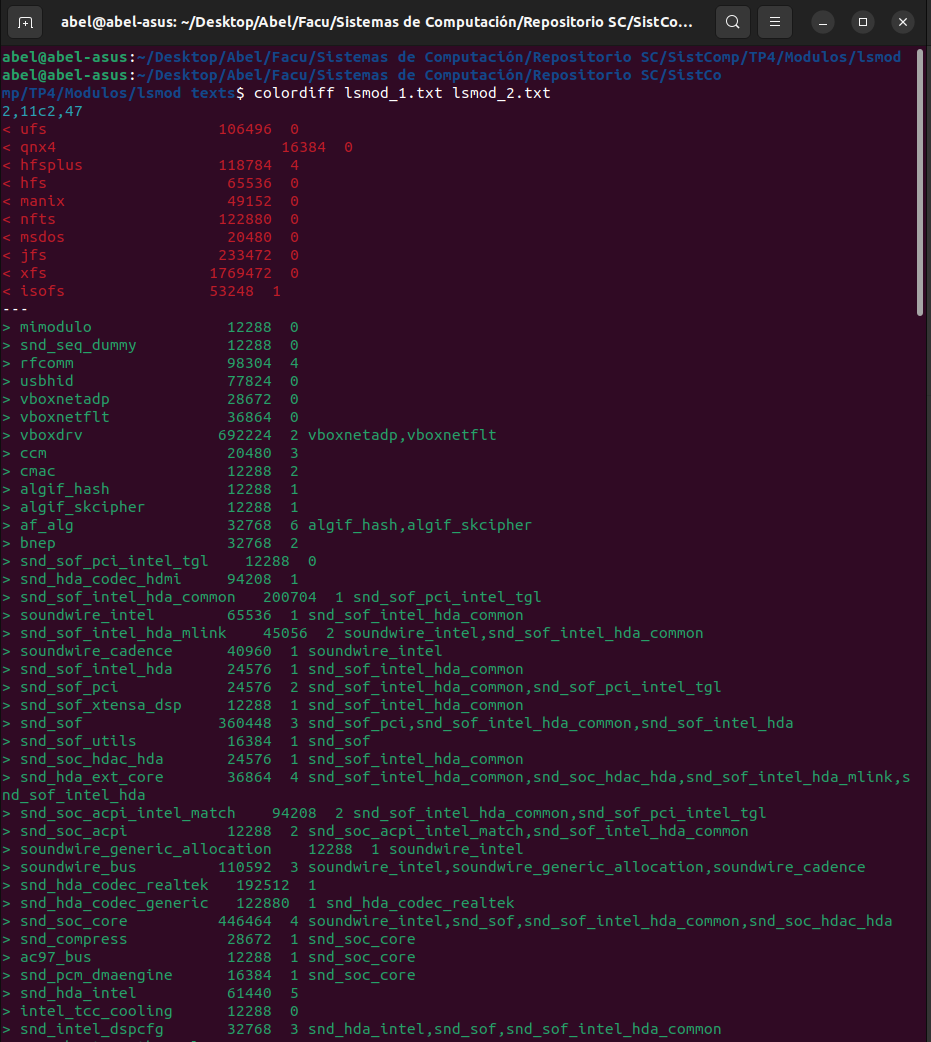 abel@abel-asus: ~/Desktop/Abel/Facu/Sistemas de Computación/Repositorio SC/SistCo...
abel@abel-asus:~/Desktop/Abel/Facu/Sistemas de Computación/Repositorio SC/SistComp/TP4/Modulos/lsmod
abel@abel-asus:~/Desktop/Abel/Facu/Sistemas de Computación/Repositorio SC/SistCo
mp/TP4/Modulos/lsmod texts$ colordiff lsmod_1.txt lsmod_2.txt
2,11c2,47
< ufs                   106496  0
< qnx4                         16384  0
< hfsplus               118784  4
< hfs                    65536  0
< manix                  49152  0
< nfts                  122880  0
< msdos                  20480  0
< jfs                   233472  0
< xfs                  1769472  0
< isofs                53248  1
---
> mimodulo               12288  0
> snd_seq_dummy          12288  0
> rfcomm                 98304  4
> usbhid                 77824  0
> vboxnetadp             28672  0
> vboxnetflt             36864  0
> vboxdrv               692224  2 vboxnetadp,vboxnetflt
> ccm                    20480  3
> cmac                   12288  2
> algif_hash             12288  1
> algif_skcipher         12288  1
> af_alg                 32768  6 algif_hash,algif_skcipher
> bnep                   32768  2
> snd_sof_pci_intel_tgl    12288  0
> snd_hda_codec_hdmi     94208  1
> snd_sof_intel_hda_common   200704  1 snd_sof_pci_intel_tgl
> soundwire_intel        65536  1 snd_sof_intel_hda_common
> snd_sof_intel_hda_mlink    45056  2 soundwire_intel,snd_sof_intel_hda_common
> soundwire_cadence      40960  1 soundwire_intel
> snd_sof_intel_hda      24576  1 snd_sof_intel_hda_common
> snd_sof_pci            24576  2 snd_sof_intel_hda_common,snd_sof_pci_intel_tgl
> snd_sof_xtensa_dsp     12288  1 snd_sof_intel_hda_common
> snd_sof               360448  3 snd_sof_pci,snd_sof_intel_hda_common,snd_sof_intel_hda
> snd_sof_utils          16384  1 snd_sof
> snd_soc_hdac_hda       24576  1 snd_sof_intel_hda_common
> snd_hda_ext_core       36864  4 snd_sof_intel_hda_common,snd_soc_hdac_hda,snd_sof_intel_hda_mlink,s
nd_sof_intel_hda
> snd_soc_acpi_intel_match    94208  2 snd_sof_intel_hda_common,snd_sof_pci_intel_tgl
> snd_soc_acpi           12288  2 snd_soc_acpi_intel_match,snd_sof_intel_hda_common
> soundwire_generic_allocation    12288  1 soundwire_intel
> soundwire_bus         110592  3 soundwire_intel,soundwire_generic_allocation,soundwire_cadence
> snd_hda_codec_realtek   192512  1
> snd_hda_codec_generic   122880  1 snd_hda_codec_realtek
> snd_soc_core          446464  4 soundwire_intel,snd_sof,snd_sof_intel_hda_common,snd_soc_hdac_hda
> snd_compress           28672  1 snd_soc_core
> ac97_bus               12288  1 snd_soc_core
> snd_pcm_dmaengine      16384  1 snd_soc_core
> snd_hda_intel          61440  5
> intel_tcc_cooling      12288  0
> snd_intel_dspcfg       32768  3 snd_hda_intel,snd_sof,snd_sof_intel_hda_common